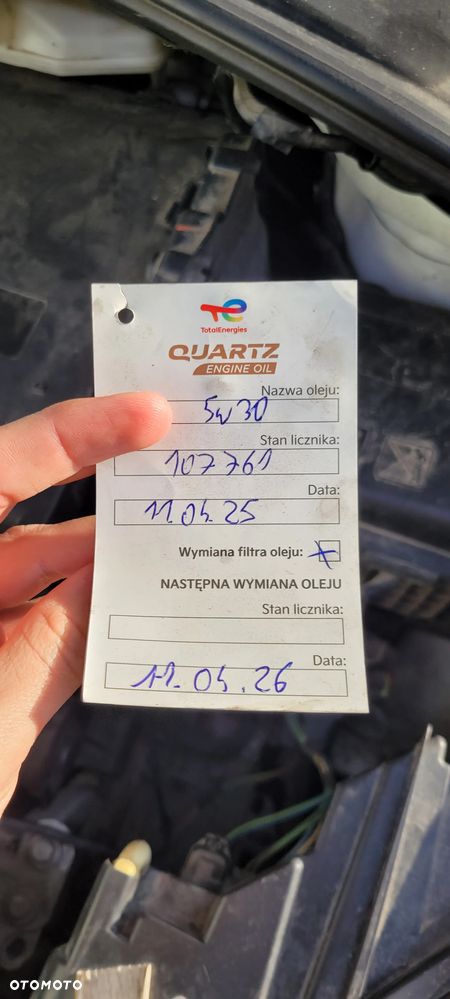 TotalEnergies
QUARTZ
ENGINE OIL
Nazwa oleju:
5W30
Stan licznika:
107761
Data:
11.04.25
Wymiana filtra oleju: X
NASTĘPNA WYMIANA OLEJU
Stan licznika:
Data:
11.04.26
OTOMOTO